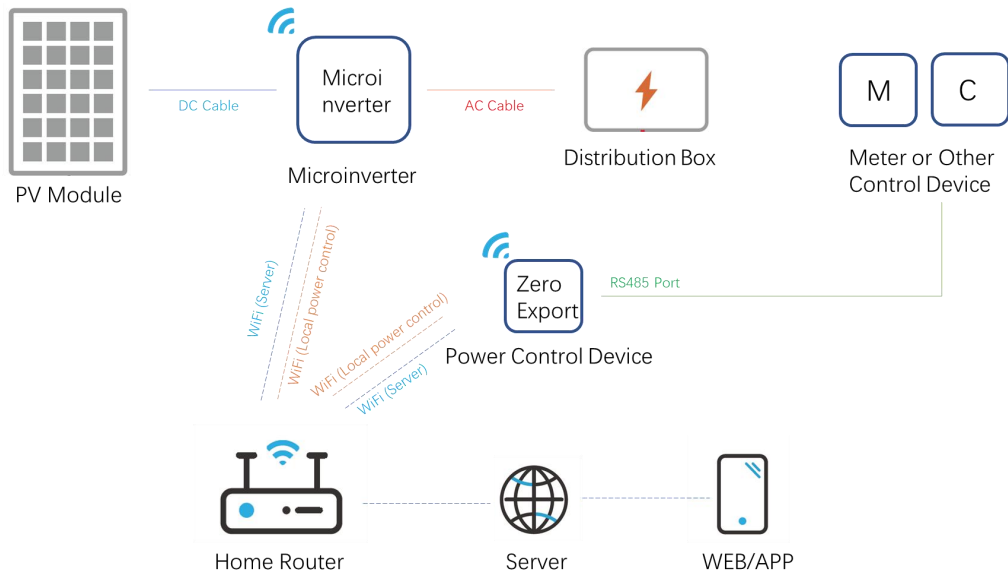 Microi
nverter
M
C
DC Cable
AC Cable
PV Module
Microinverter
Distribution Box
Meter or Other
Control Device
WiFi (Server)
WiFi (Local power control)
WiFi (Local power control)
WiFi (Server)
Zero
Export
RS485 Port
Power Control Device
Home Router
Server
WEB/APP